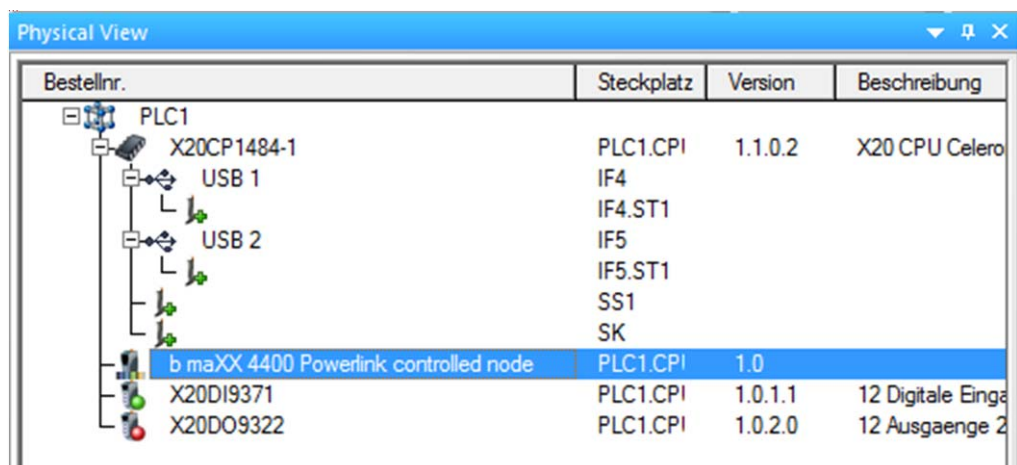 Physical View
Bestellnr. Steckplatz Version Beschreibung
PLC1
X20CP1484-1 PLC1.CPI 1.1.0.2 X20 CPU Celero
USB 1 IF4
IF4.ST1
USB 2 IF5
IF5.ST1
SS1
SK
b maXX 4400 Powerlink controlled node PLC1.CPI 1.0
X20DI9371 PLC1.CPI 1.0.1.1 12 Digitale Einga
X20DO9322 PLC1.CPI 1.0.2.0 12 Ausgaenge 2